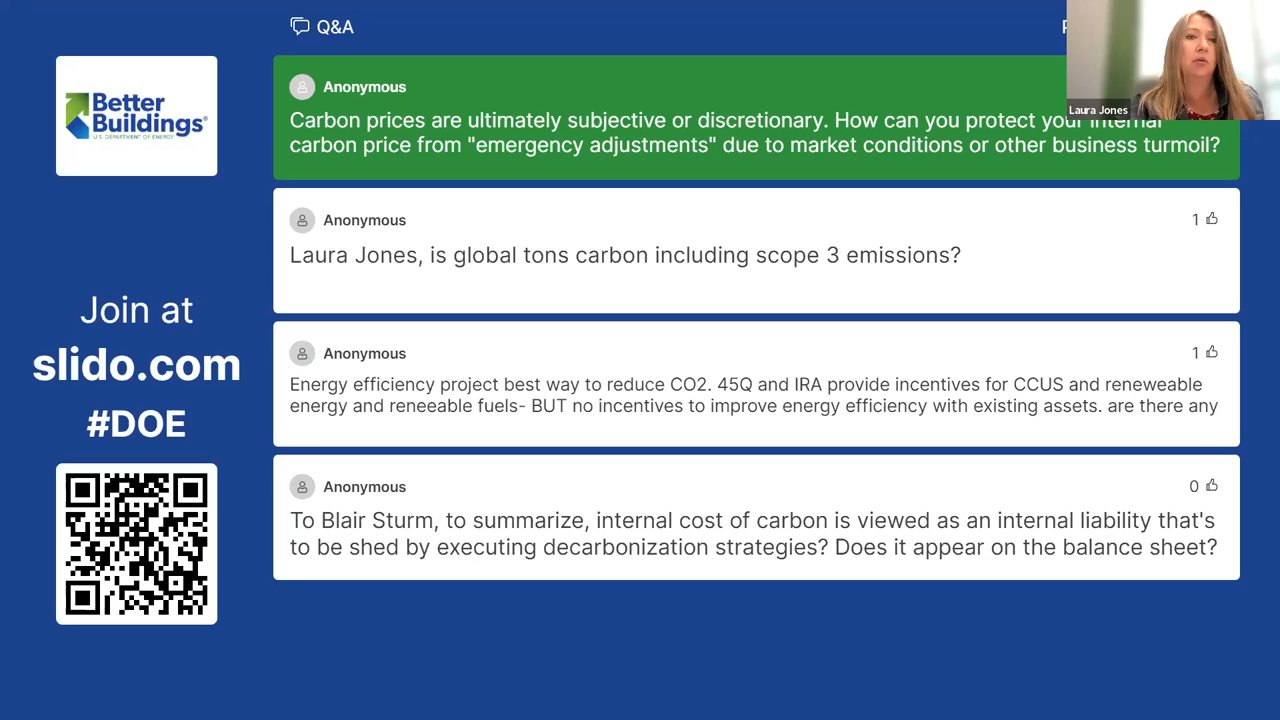 Q&A
Better
Buildings®
U.S. DEPARTMENT OF ENERGY
Join at
slido.com
#DOE
Anonymous
Carbon prices are ultimately subjective or discretionary. How can you protect your internal
carbon price from "emergency adjustments" due to market conditions or other business turmoil?
Laura Jones
Anonymous
1
Laura Jones, is global tons carbon including scope 3 emissions?
Anonymous
1
Energy efficiency project best way to reduce CO2. 45Q and IRA provide incentives for CCUS and reneweable
energy and reneeable fuels- BUT no incentives to improve energy efficiency with existing assets. are there any
Anonymous
0
To Blair Sturm, to summarize, internal cost of carbon is viewed as an internal liability that's
to be shed by executing decarbonization strategies? Does it appear on the balance sheet?